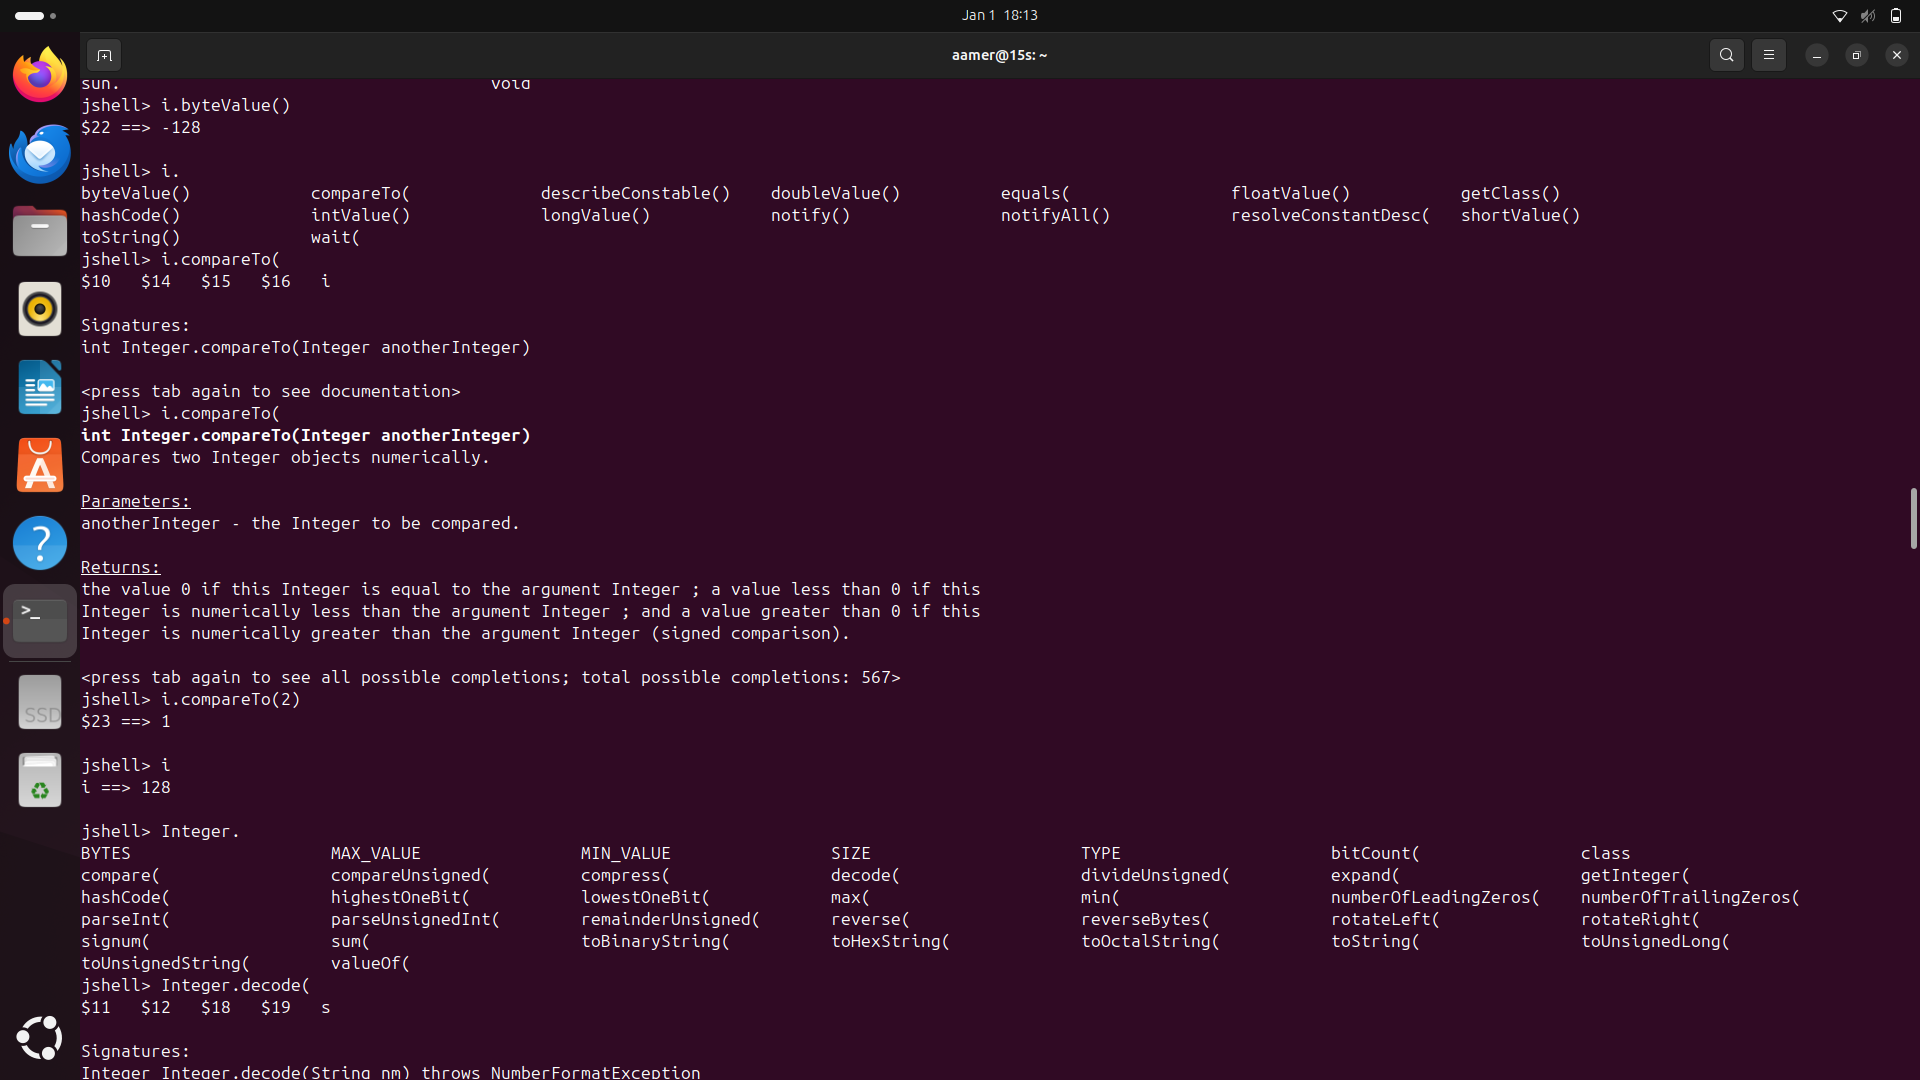 Jan 1 18:13
aamer@15s: ~
sun. void
jshell> i.byteValue()
$22 ==> -128
jshell> i.
byteValue() compareTo( describeConstable() doubleValue() equals( floatValue() getClass()
hashCode() intValue() longValue() notify() notifyAll() resolveConstantDesc( shortValue()
toString() wait(
jshell> i.compareTo(
$10 $14 $15 $16 i
Signatures:
int Integer.compareTo(Integer anotherInteger)
<press tab again to see documentation>
jshell> i.compareTo(
int Integer.compareTo(Integer anotherInteger)
Compares two Integer objects numerically.
Parameters:
anotherInteger - the Integer to be compared.
Returns:
the value 0 if this Integer is equal to the argument Integer ; a value less than 0 if this
Integer is numerically less than the argument Integer ; and a value greater than 0 if this
Integer is numerically greater than the argument Integer (signed comparison).
<press tab again to see all possible completions; total possible completions: 567>
jshell> i.compareTo(2)
$23 ==> 1
jshell> i
i ==> 128
jshell> Integer.
BYTES MAX_VALUE MIN_VALUE SIZE TYPE bitCount( class
compare( compareUnsigned( compress( decode( divideUnsigned( expand( getInteger(
hashCode( highestOneBit( lowestOneBit( max( min( numberOfLeadingZeros( numberOfTrailingZeros(
parseInt( parseUnsignedInt( remainderUnsigned( reverse( reverseBytes( rotateLeft( rotateRight(
signum( sum( toBinaryString( toHexString( toOctalString( toString( toUnsignedLong(
toUnsignedString( valueOf(
jshell> Integer.decode(
$11 $12 $18 $19 s
Signatures:
Integer Integer.decode(String nm) throws NumberFormatException
SSD